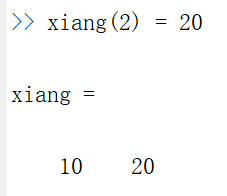 >> xiang(2) = 20
xiang =
10 20